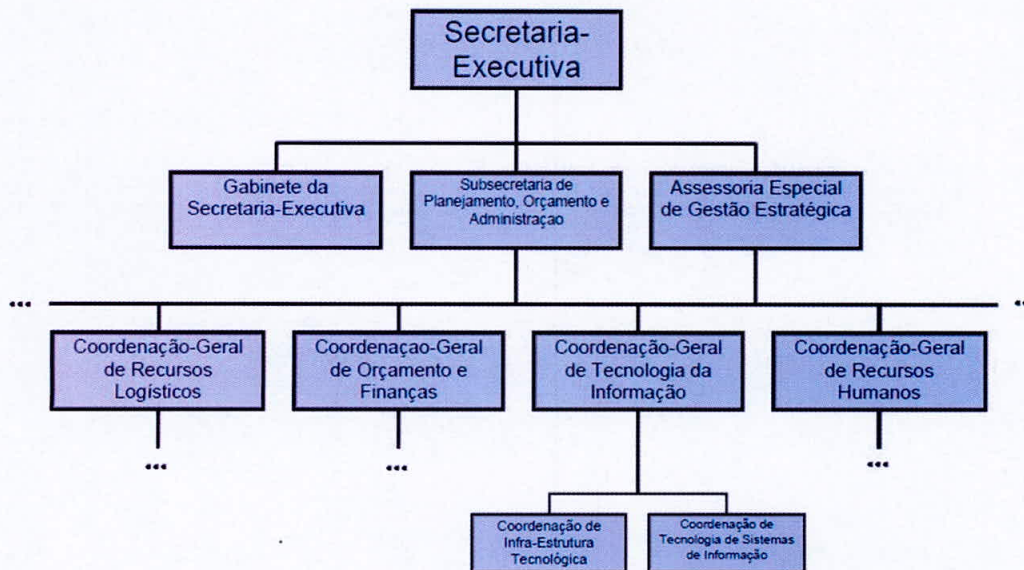 Secretaria-
Executiva
Gabinete da
Secretaria-Executiva
Subsecretaria de
Planejamento, Orçamento e
Administraçao
Assessoria Especial
de Gestão Estratégica
...
...
Coordenação-Geral
de Recursos
Logísticos
Coordenaçao-Geral
de Orçamento e
Finanças
Coordenação-Geral
de Tecnologia da
Informação
Coordenação-Geral
de Recursos
Humanos
...
...
...
Coordenação de
Infra-Estrutura
Tecnológica
Coordenação de
Tecnologia de Sistemas
de Informação